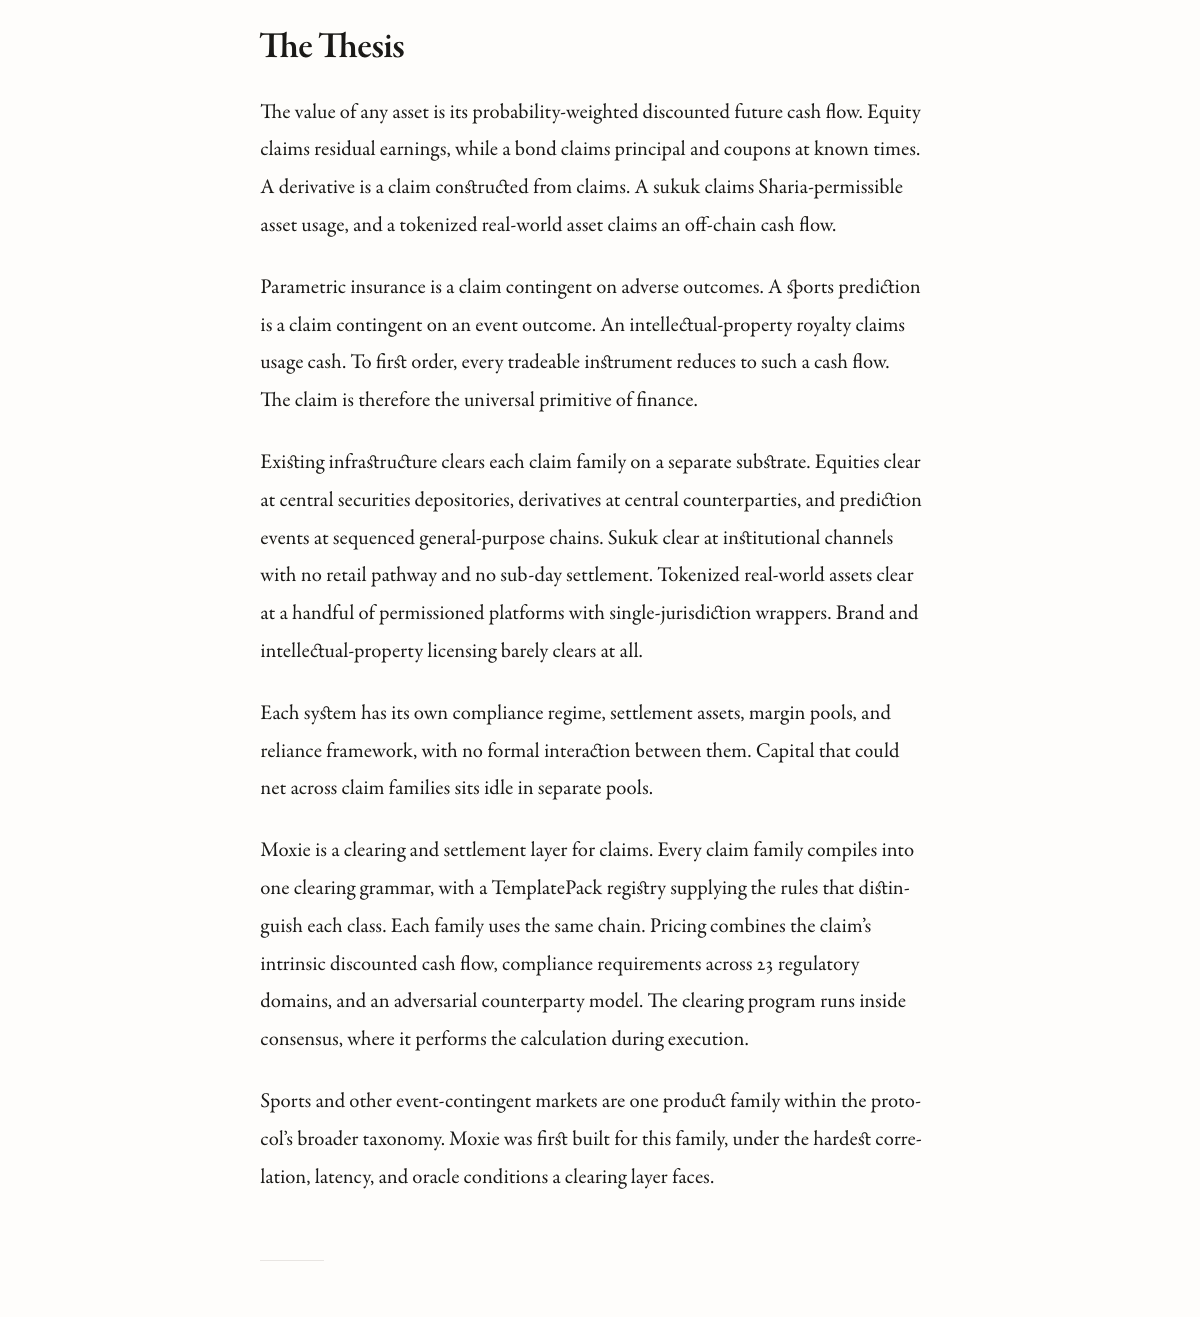 The Thesis
The value of any asset is its probability-weighted discounted future cash flow. Equity
claims residual earnings, while a bond claims principal and coupons at known times.
A derivative is a claim constructed from claims. A sukuk claims Sharia-permissible
asset usage, and a tokenized real-world asset claims an off-chain cash flow.
Parametric insurance is a claim contingent on adverse outcomes. A sports prediction
is a claim contingent on an event outcome. An intellectual-property royalty claims
usage cash. To first order, every tradeable instrument reduces to such a cash flow.
The claim is therefore the universal primitive of finance.
Existing infrastructure clears each claim family on a separate substrate. Equities clear
at central securities depositories, derivatives at central counterparties, and prediction
events at sequenced general-purpose chains. Sukuk clear at institutional channels
with no retail pathway and no sub-day settlement. Tokenized real-world assets clear
at a handful of permissioned platforms with single-jurisdiction wrappers. Brand and
intellectual-property licensing barely clears at all.
Each system has its own compliance regime, settlement assets, margin pools, and
reliance framework, with no formal interaction between them. Capital that could
net across claim families sits idle in separate pools.
Moxie is a clearing and settlement layer for claims. Every claim family compiles into
one clearing grammar, with a TemplatePack registry supplying the rules that distin-
guish each class. Each family uses the same chain. Pricing combines the claim’s
intrinsic discounted cash flow, compliance requirements across 23 regulatory
domains, and an adversarial counterparty model. The clearing program runs inside
consensus, where it performs the calculation during execution.
Sports and other event-contingent markets are one product family within the proto-
col’s broader taxonomy. Moxie was first built for this family, under the hardest corre-
lation, latency, and oracle conditions a clearing layer faces.